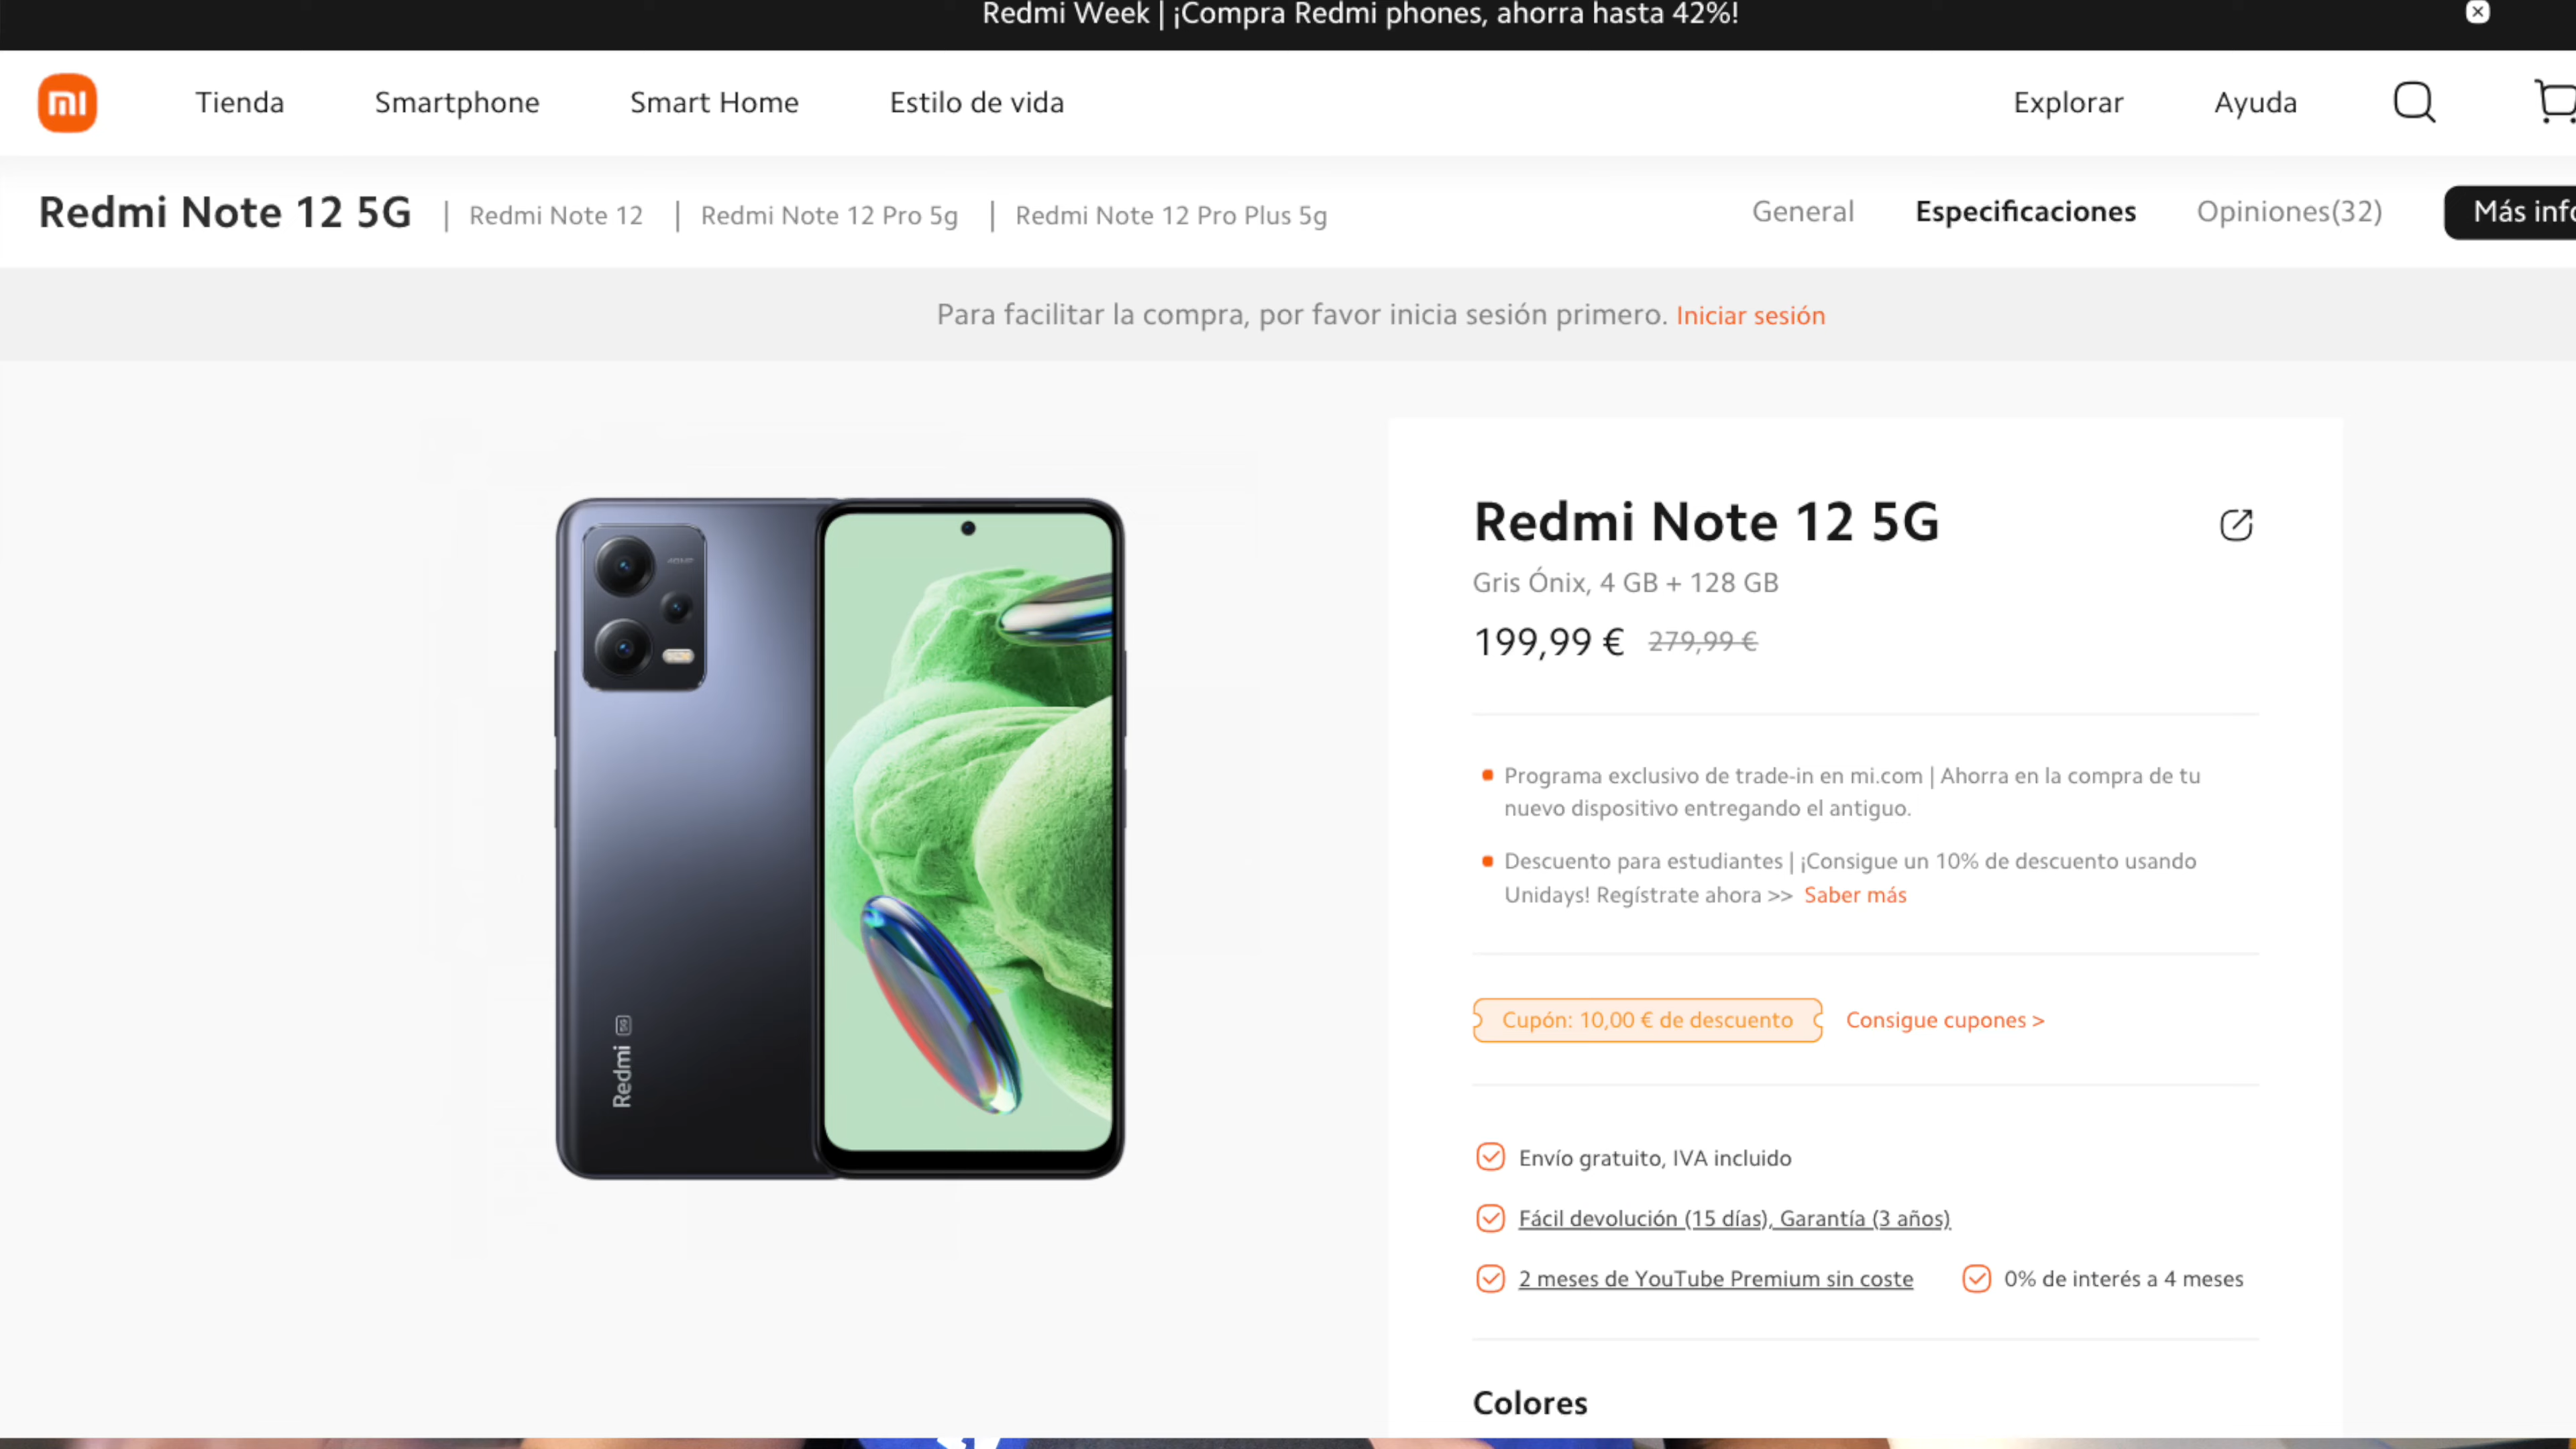 Redmi Week | ¡Compra Redmi phones, ahorra hasta 42%!
Tienda Smartphone Smart Home Estilo de vida Explorar Ayuda
Redmi Note 12 5G | Redmi Note 12 | Redmi Note 12 Pro 5g | Redmi Note 12 Pro Plus 5g General Especificaciones Opiniones(32) Más info
Para facilitar la compra, por favor inicia sesión primero. Iniciar sesión
Redmi 5G
Redmi Note 12 5G
Gris Ónix, 4 GB + 128 GB
199,99 € 279,99 €
Programa exclusivo de trade-in en mi.com | Ahorra en la compra de tu
nuevo dispositivo entregando el antiguo.
Descuento para estudiantes | ¡Consigue un 10% de descuento usando
Unidays! Regístrate ahora >> Saber más
Cupón: 10,00 € de descuento Consigue cupones >
Envío gratuito, IVA incluido
Fácil devolución (15 días), Garantía (3 años)
2 meses de YouTube Premium sin coste 0% de interés a 4 meses
Colores